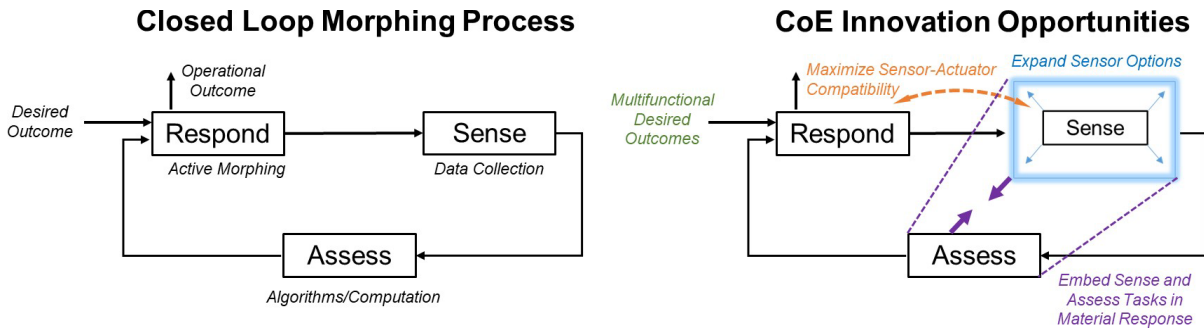 Closed Loop Morphing Process
Operational
Outcome
Desired
Outcome
Respond
Active Morphing
Sense
Data Collection
Assess
Algorithms/Computation
CoE Innovation Opportunities
Maximize Sensor-Actuator
Compatibility
Expand Sensor Options
Multifunctional
Desired
Outcomes
Respond
Sense
Assess
Embed Sense and
Assess Tasks in
Material Response